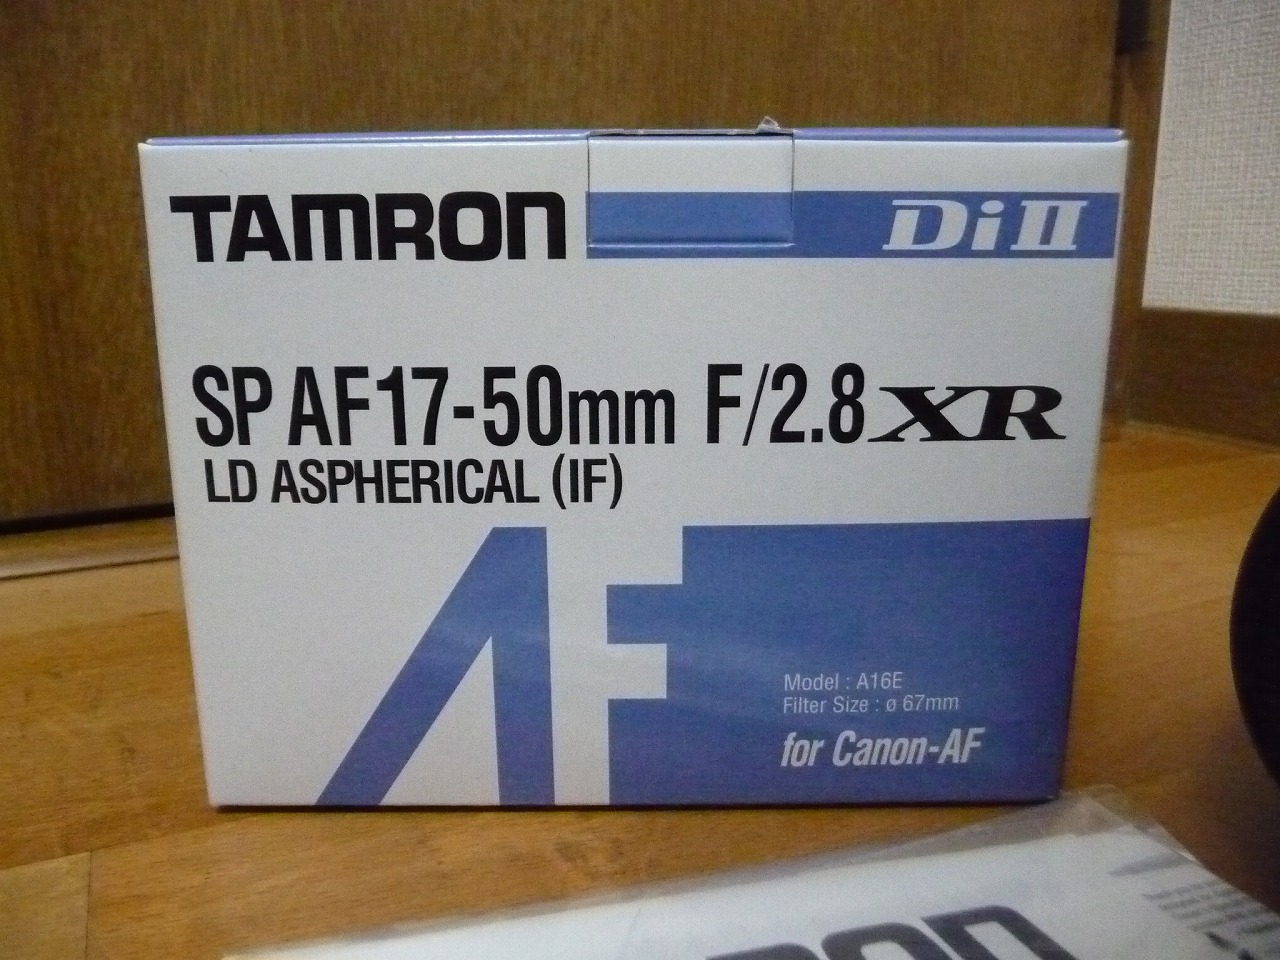 TAMRON Di II
SP AF17-50mm F/2.8 XR
LD ASPHERICAL (IF)
AF
Model : A16E
Filter Size : ø 67mm
for Canon-AF